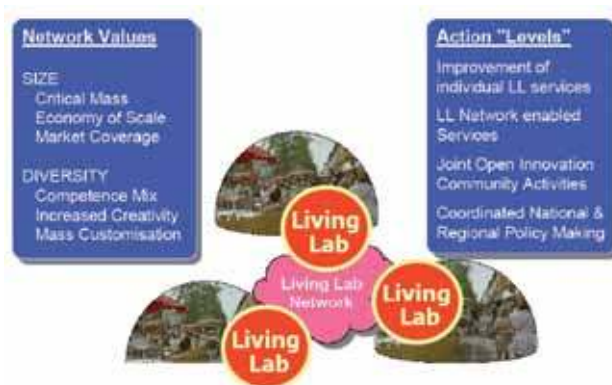 Network Values
SIZE
Critical Mass
Economy of Scale
Market Coverage
DIVERSITY
Competence Mix
Increased Creativity
Mass Customisation
Action "Levels"
Improvement of
individual LL services
LL Network enabled
Services
Joint Open Innovation
Community Activities
Coordinated National &
Regional Policy Making
Living
Lab
Living Lab
Network
Living
Lab
Living
Lab